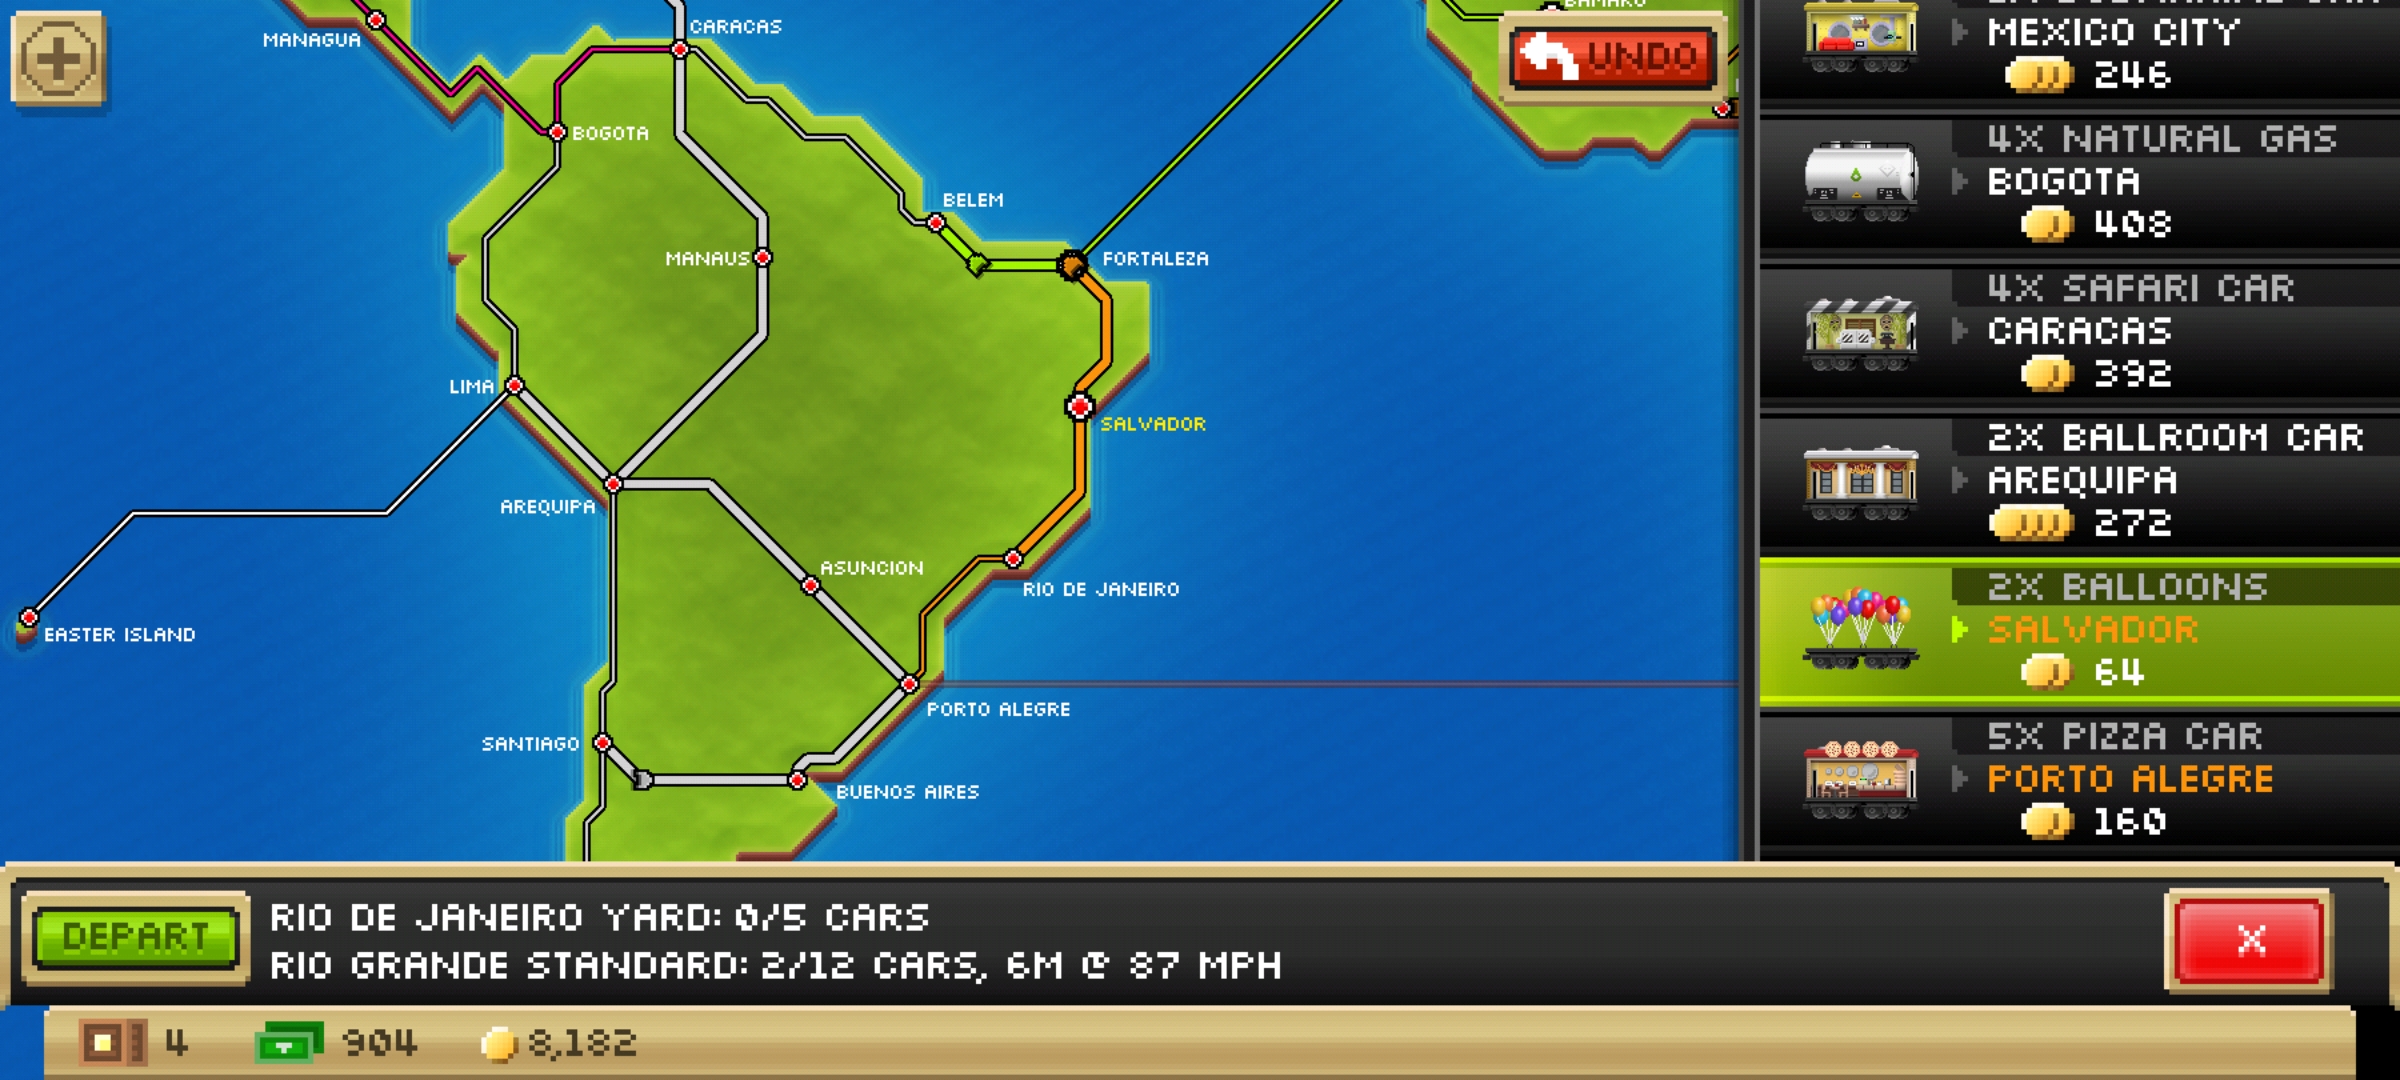 MANAGUA
CARACAS
BOGOTA
BELEM
MANAUS
FORTALEZA
LIMA
SALVADOR
AREQUIPA
ASUNCION
RIO DE JANEIRO
EASTER ISLAND
PORTO ALEGRE
SANTIAGO
BUENOS AIRES
BAMAKO
UNDO
MEXICO CITY
246
4X NATURAL GAS
BOGOTA
408
4X SAFARI CAR
CARACAS
392
2X BALLROOM CAR
AREQUIPA
272
2X BALLOONS
SALVADOR
64
5X PIZZA CAR
PORTO ALEGRE
160
DEPART
RIO DE JANEIRO YARD: 0/5 CARS
RIO GRANDE STANDARD: 2/12 CARS, 6M @ 87 MPH
X
4
904
8,182